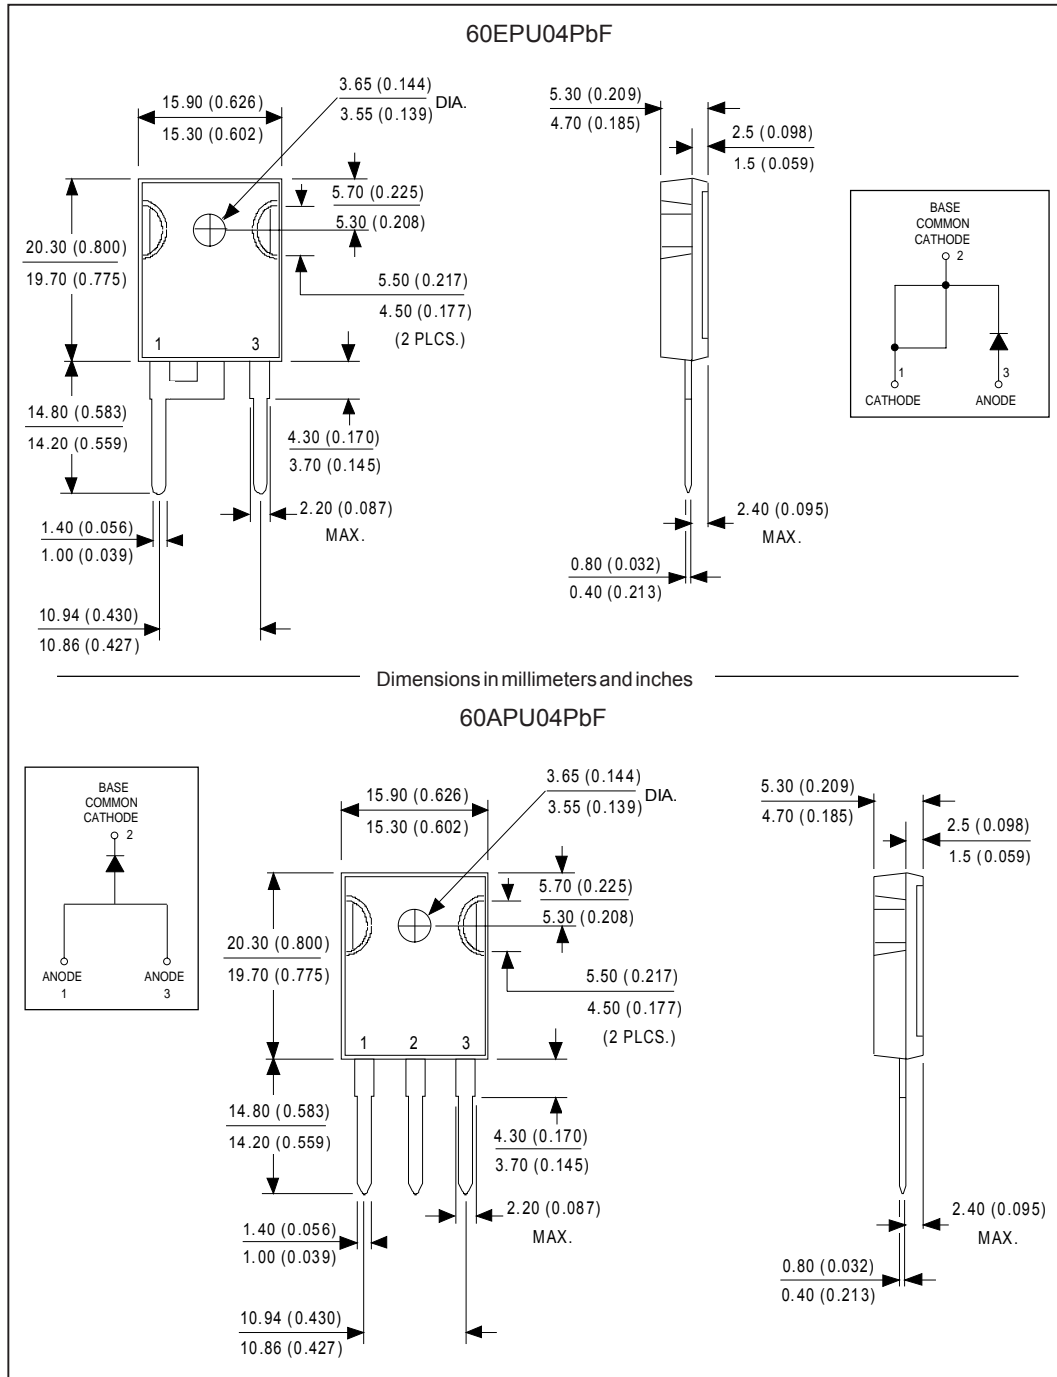 60EPU04PbF
15.90 (0.626)
15.30 (0.602)
3.65 (0.144)
3.55 (0.139)
DIA.
5.30 (0.209)
4.70 (0.185)
2.5 (0.098)
1.5 (0.059)
5.70 (0.225)
5.30 (0.208)
20.30 (0.800)
19.70 (0.775)
5.50 (0.217)
4.50 (0.177)
(2 PLCS.)
1 3
BASE
COMMON
CATHODE
2
1
3
CATHODE ANODE
14.80 (0.583)
14.20 (0.559)
4.30 (0.170)
3.70 (0.145)
2.20 (0.087)
MAX.
2.40 (0.095)
MAX.
1.40 (0.056)
1.00 (0.039)
0.80 (0.032)
0.40 (0.213)
10.94 (0.430)
10.86 (0.427)
Dimensions in millimeters and inches
60APU04PbF
BASE
COMMON
CATHODE
2
ANODE ANODE
1 3
15.90 (0.626)
15.30 (0.602)
3.65 (0.144)
3.55 (0.139)
DIA.
5.30 (0.209)
4.70 (0.185)
2.5 (0.098)
1.5 (0.059)
5.70 (0.225)
5.30 (0.208)
20.30 (0.800)
19.70 (0.775)
5.50 (0.217)
4.50 (0.177)
(2 PLCS.)
1 2 3
14.80 (0.583)
14.20 (0.559)
4.30 (0.170)
3.70 (0.145)
2.20 (0.087)
MAX.
2.40 (0.095)
MAX.
1.40 (0.056)
1.00 (0.039)
0.80 (0.032)
0.40 (0.213)
10.94 (0.430)
10.86 (0.427)